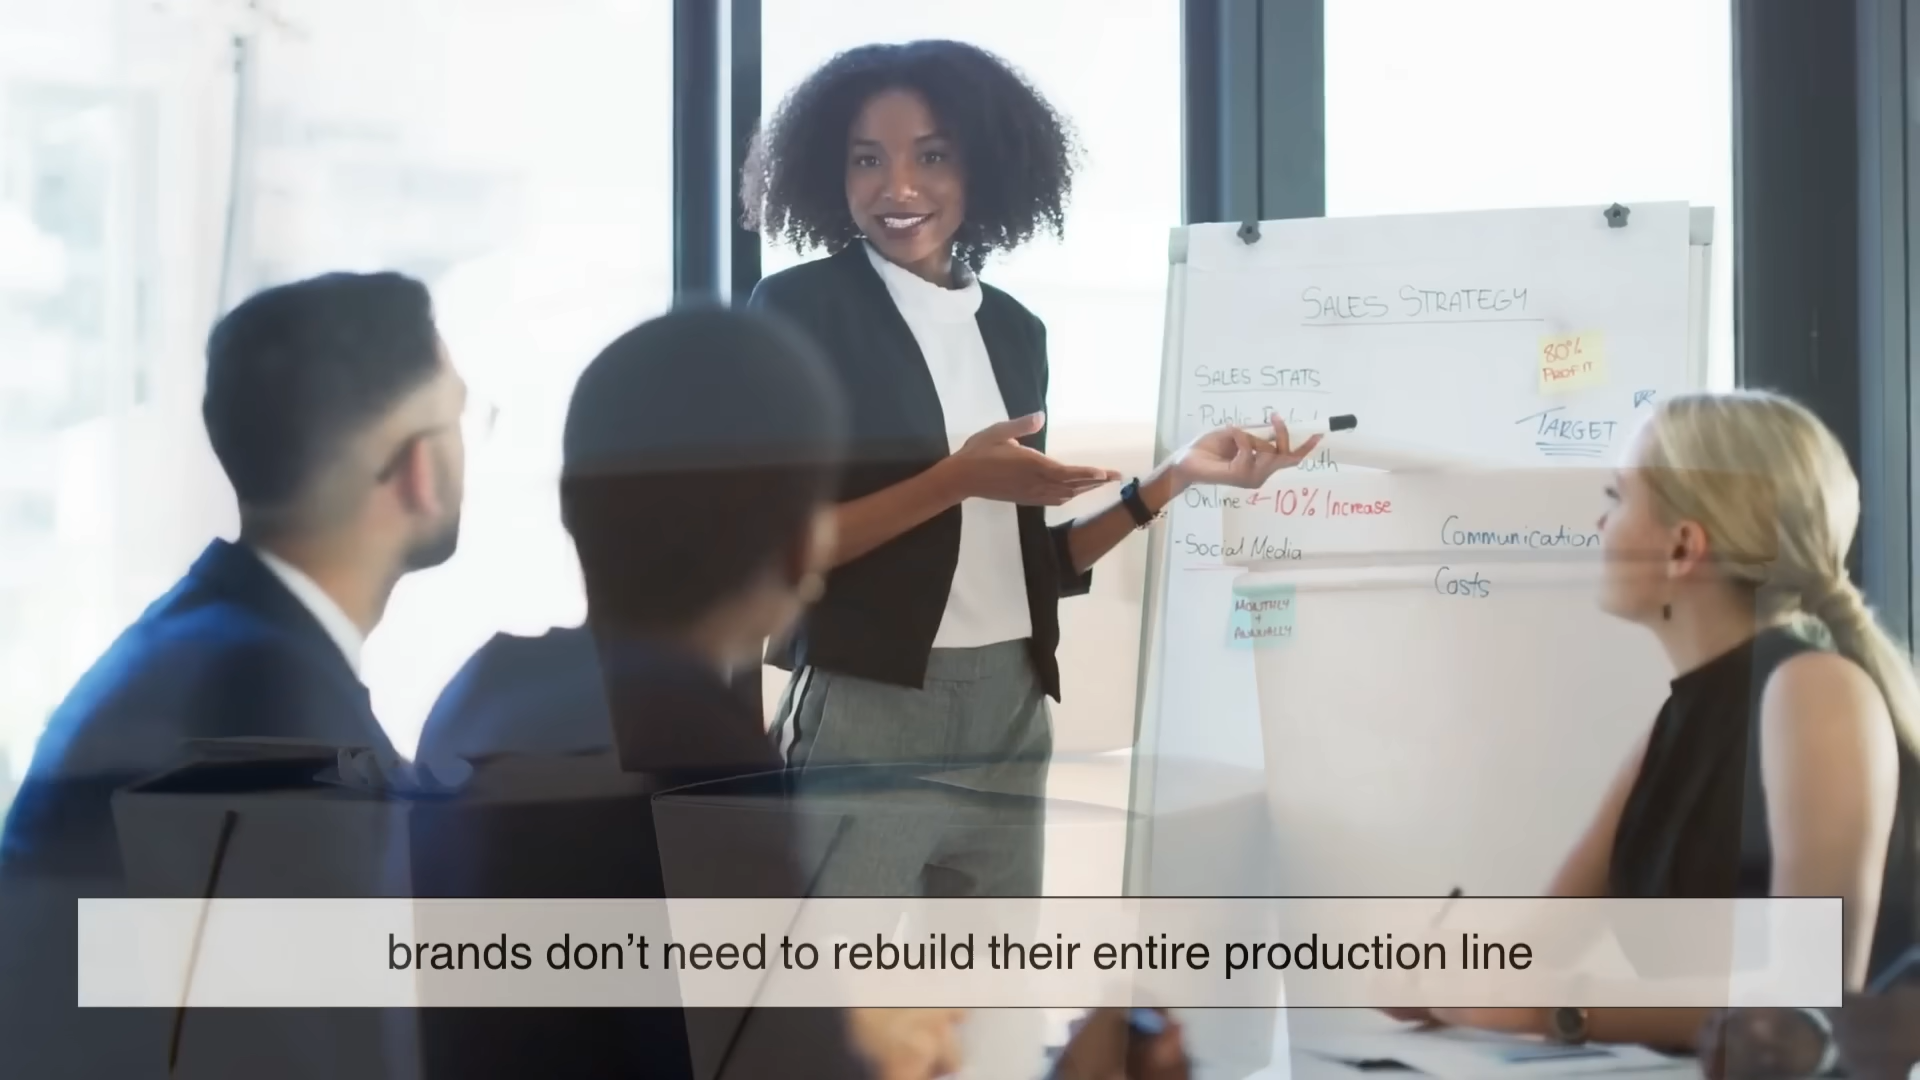 SALES STRATEGY
80%
PROFIT
SALES STATS
- Public
TARGET
Online ← 10% Increase
- Social Media
Communication
Costs
MONTHLY
+
ANNUALLY
brands don’t need to rebuild their entire production line